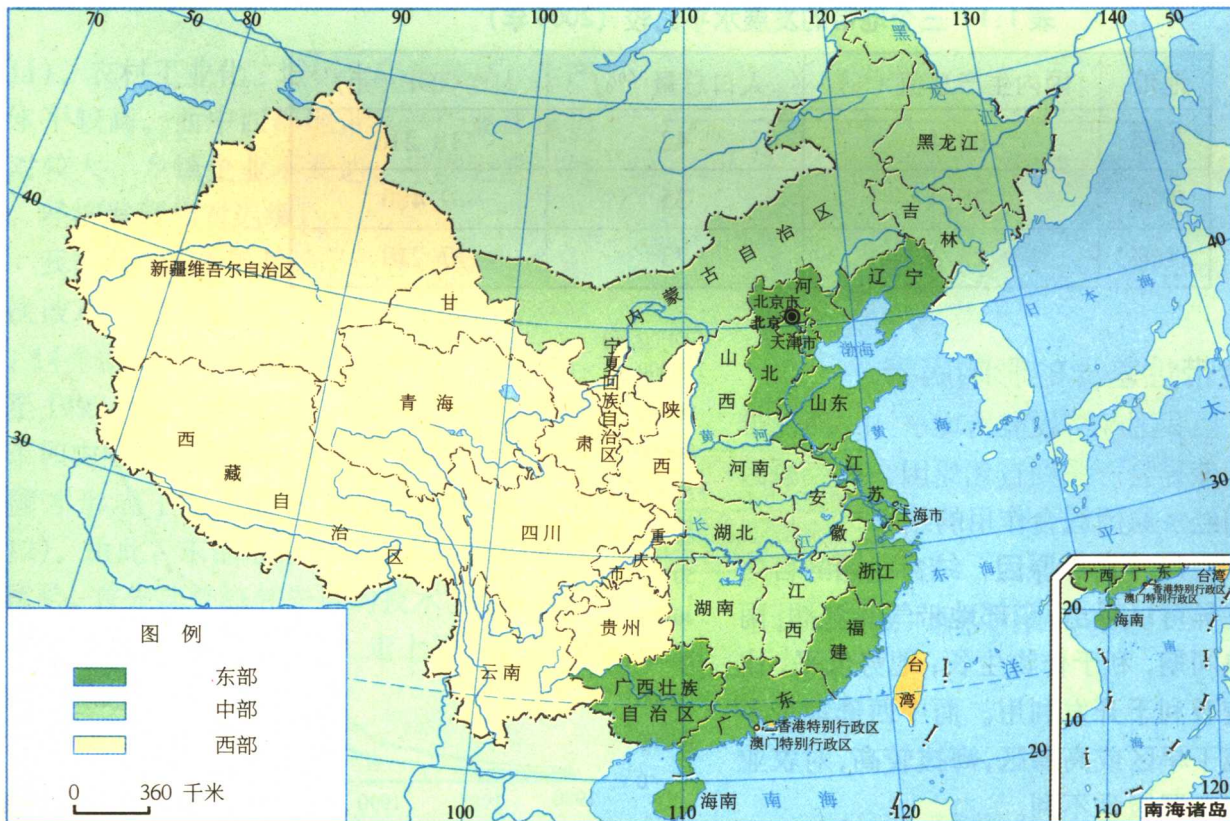 70
50
80
90
100
110
120
130
140
50
黑
龙
江
黑龙江
吉
林
辽宁
内蒙古自治区
新疆维吾尔自治区
甘
肃
青海
宁夏回族自治区
陕
西
山
西
河
北
北京市
北京
天津市
渤海
山东
黄河
黄海
日本海
河南
江
苏
安
徽
上海市
西
藏
自
治
区
四川
重
庆
市
长
江
湖北
浙江
东海
太
平
洋
贵州
湖南
江
西
福
建
台
湾
云南
广西壮族
自治区
广
东
香港特别行政区
澳门特别行政区
海南
南海
40
30
40
30
20
100
110
120
图例
东部
中部
西部
0
360 千米
广西
广东
台湾
香港特别行政区
澳门特别行政区
20
海南
南
海
10
110
120
南海诸岛